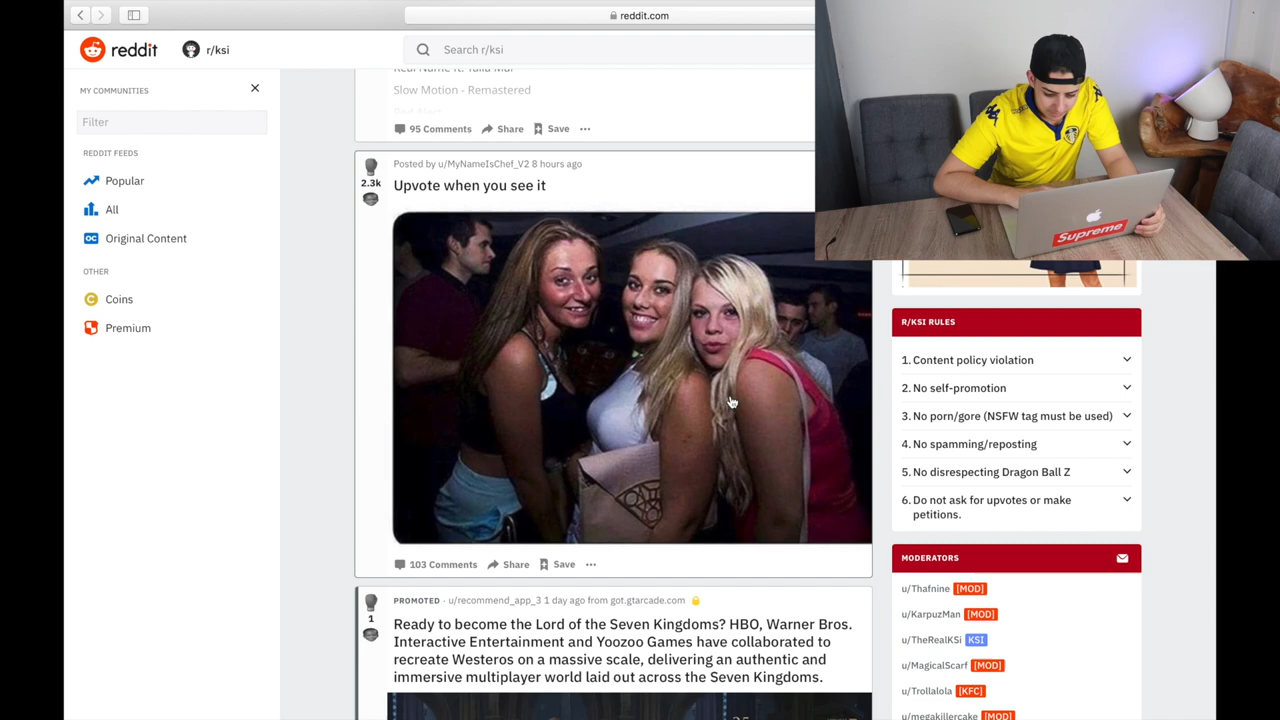 reddit.com
reddit
r/ksi
Search r/ksi
MY COMMUNITIES
Filter
REDDIT FEEDS
Popular
All
OC Original Content
OTHER
Coins
Premium
Slow Motion - Remastered
95 Comments Share Save
Posted by u/MyNameIsChef_V2 8 hours ago
2.3k
Upvote when you see it
103 Comments Share Save
PROMOTED · u/recommend_app_3 1 day ago from got.gtarcade.com
1
Ready to become the Lord of the Seven Kingdoms? HBO, Warner Bros.
Interactive Entertainment and Yoozoo Games have collaborated to
recreate Westeros on a massive scale, delivering an authentic and
immersive multiplayer world laid out across the Seven Kingdoms.
Supreme
R/KSI RULES
1. Content policy violation
2. No self-promotion
3. No porn/gore (NSFW tag must be used)
4. No spamming/reposting
5. No disrespecting Dragon Ball Z
6. Do not ask for upvotes or make
petitions.
MODERATORS
u/Thafnine [MOD]
u/KarpuzMan [MOD]
u/TheRealKSi KSI
u/MagicalScarf [MOD]
u/Trollalola [KFC]
u/megakillercake [MOD]